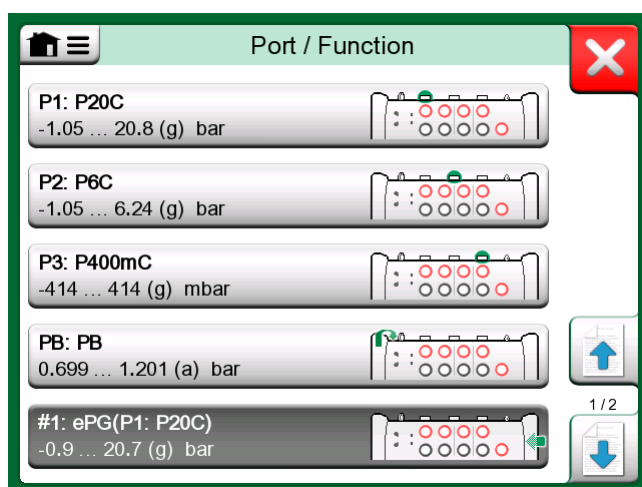 Port / Function
P1: P20C
-1.05 ... 20.8 (g) bar
P2: P6C
-1.05 ... 6.24 (g) bar
P3: P400mC
-414 ... 414 (g) mbar
PB: PB
0.699 ... 1.201 (a) bar
1/2
#1: ePG(P1: P20C)
-0.9 ... 20.7 (g) bar